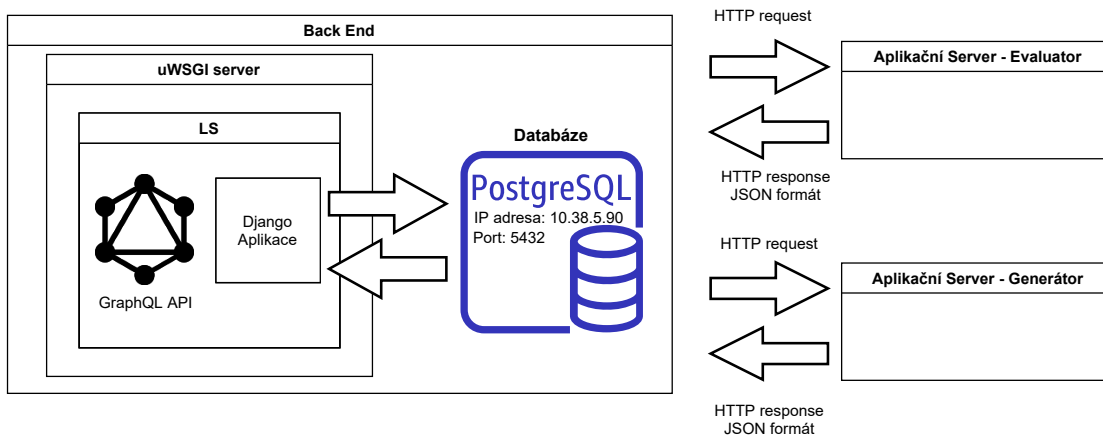 Back End
uWSGI server
LS
GraphQL API
Django
Aplikace
Databáze
PostgreSQL
IP adresa: 10.38.5.90
Port: 5432
HTTP request
Aplikační Server - Evaluator
HTTP response
JSON formát
HTTP request
Aplikační Server - Generátor
HTTP response
JSON formát